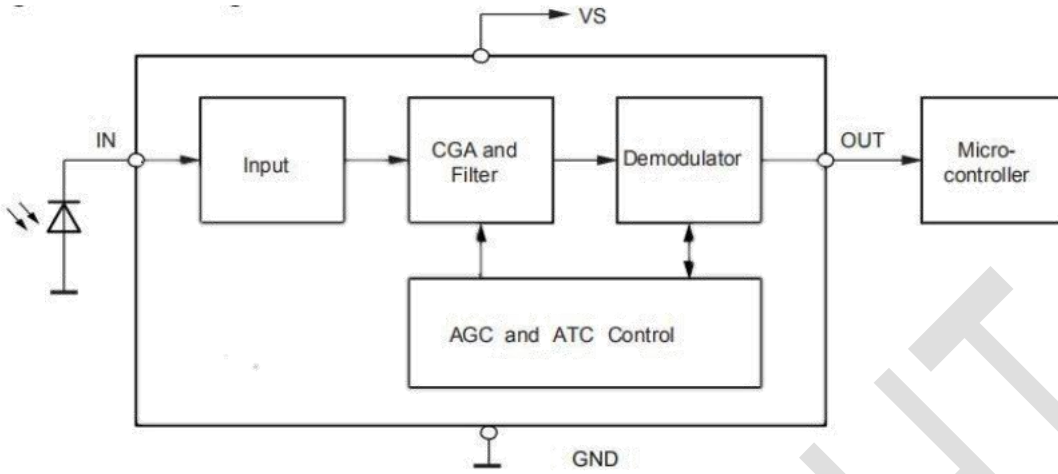 VS
IN
Input
CGA and
Filter
Demodulator
OUT
Micro-
controller
AGC and ATC Control
GND